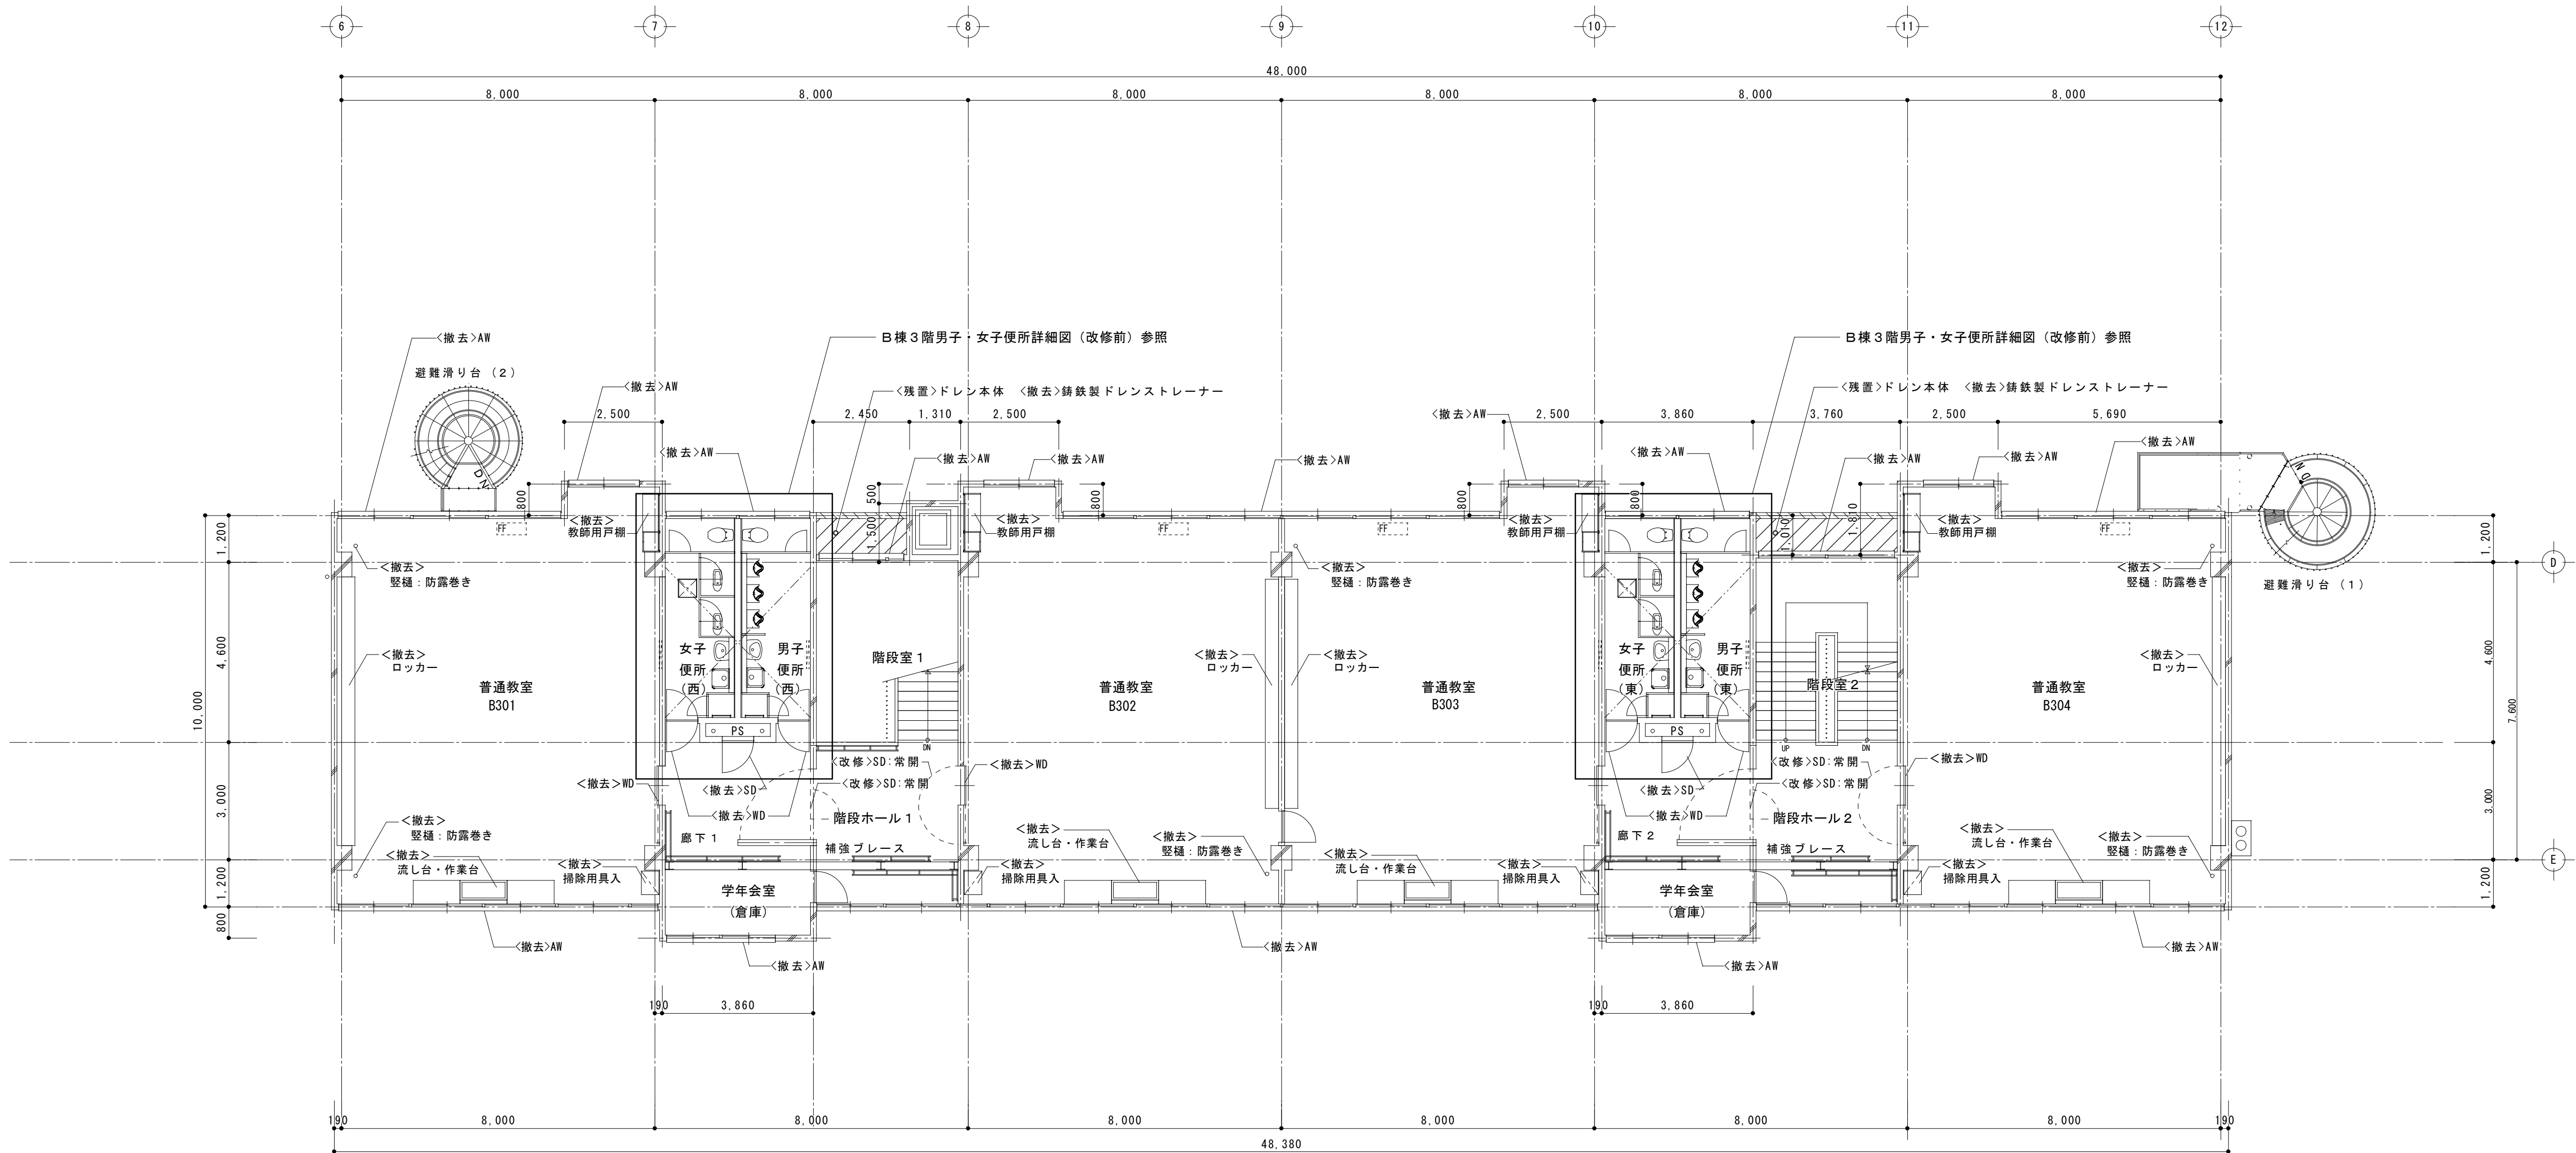 6 7 8 9 10 11 12
48,000
8,000 8,000 8,000 8,000 8,000 8,000
<撤去>AW
B棟3階男子・女子便所詳細図（改修前）参照
B棟3階男子・女子便所詳細図（改修前）参照
避難滑り台（2）
<撤去>AW
<残置>ドレン本体　<撤去>鋳鉄製ドレンストレーナー
<残置>ドレン本体　<撤去>鋳鉄製ドレンストレーナー
2,500 2,450 1,310 2,500
<撤去>AW
2,500 3,860 3,760 2,500 5,690
<撤去>AW
<撤去>AW
<撤去>AW
<撤去>AW
<撤去>AW
<撤去>AW
<撤去>AW
<撤去>AW
DN
DN
800
500
1,500
800
800
800
1,010
1,810
FF
FF
FF
FF
<撤去>
教師用戸棚
<撤去>
教師用戸棚
<撤去>
教師用戸棚
<撤去>
教師用戸棚
1,200
1,200
D
<撤去>
竪樋：防露巻き
<撤去>
竪樋：防露巻き
<撤去>
竪樋：防露巻き
避難滑り台（1）
4,600
10,000
4,600
7,600
<撤去>
ロッカー
<撤去>
ロッカー
<撤去>
ロッカー
<撤去>
ロッカー
女子
便所
（西）
男子
便所
（西）
階段室1
女子
便所
（東）
男子
便所
（東）
階段室2
普通教室
B301
普通教室
B302
普通教室
B303
普通教室
B304
PS
DN
PS
UP
DN
<改修>SD:常開
<撤去>WD
<改修>SD:常開
<撤去>WD
<撤去>WD
<撤去>SD
<改修>SD:常開
<撤去>SD
<改修>SD:常開
3,000
3,000
<撤去>WD
階段ホール1
<撤去>WD
階段ホール2
<撤去>
竪樋：防露巻き
廊下1
補強ブレース
<撤去>
流し台・作業台
<撤去>
竪樋：防露巻き
廊下2
補強ブレース
<撤去>
流し台・作業台
<撤去>
竪樋：防露巻き
<撤去>
流し台・作業台
<撤去>
掃除用具入
<撤去>
掃除用具入
<撤去>
流し台・作業台
<撤去>
掃除用具入
<撤去>
掃除用具入
E
1,200
800
1,200
学年会室
（倉庫）
学年会室
（倉庫）
<撤去>AW
<撤去>AW
<撤去>AW
<撤去>AW
<撤去>AW
190 3,860
190 3,860
190 8,000 8,000 8,000 8,000 8,000 8,000 190
48,380